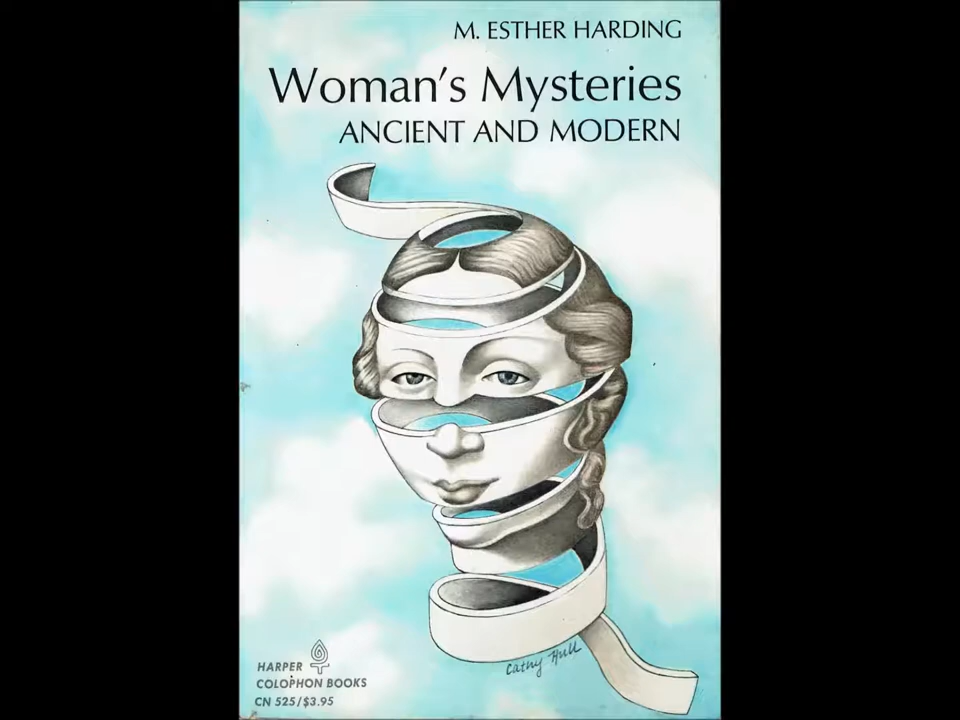 M. ESTHER HARDING
Woman's Mysteries
ANCIENT AND MODERN
Cathy Hull
HARPER
COLOPHON BOOKS
CN 525/$3.95